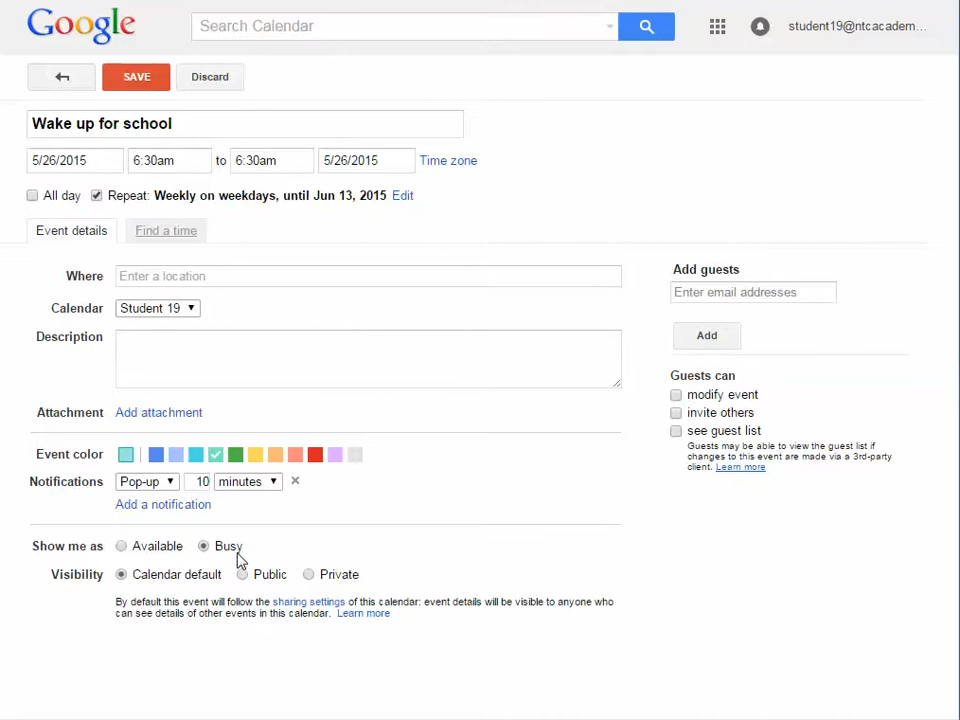 Google Search Calendar student19@ntcacadem...
SAVE Discard
Wake up for school
5/26/2015 6:30am to 6:30am 5/26/2015 Time zone
All day Repeat: Weekly on weekdays, until Jun 13, 2015 Edit
Event details Find a time
Where Enter a location
Calendar Student 19
Description
Attachment Add attachment
Event color
Notifications Pop-up 10 minutes
Add a notification
Show me as Available Busy
Visibility Calendar default Public Private
By default this event will follow the sharing settings of this calendar: event details will be visible to anyone who
can see details of other events in this calendar. Learn more
Add guests
Enter email addresses
Add
Guests can
modify event
invite others
see guest list
Guests may be able to view the guest list if
changes to this event are made via a 3rd-party
client. Learn more